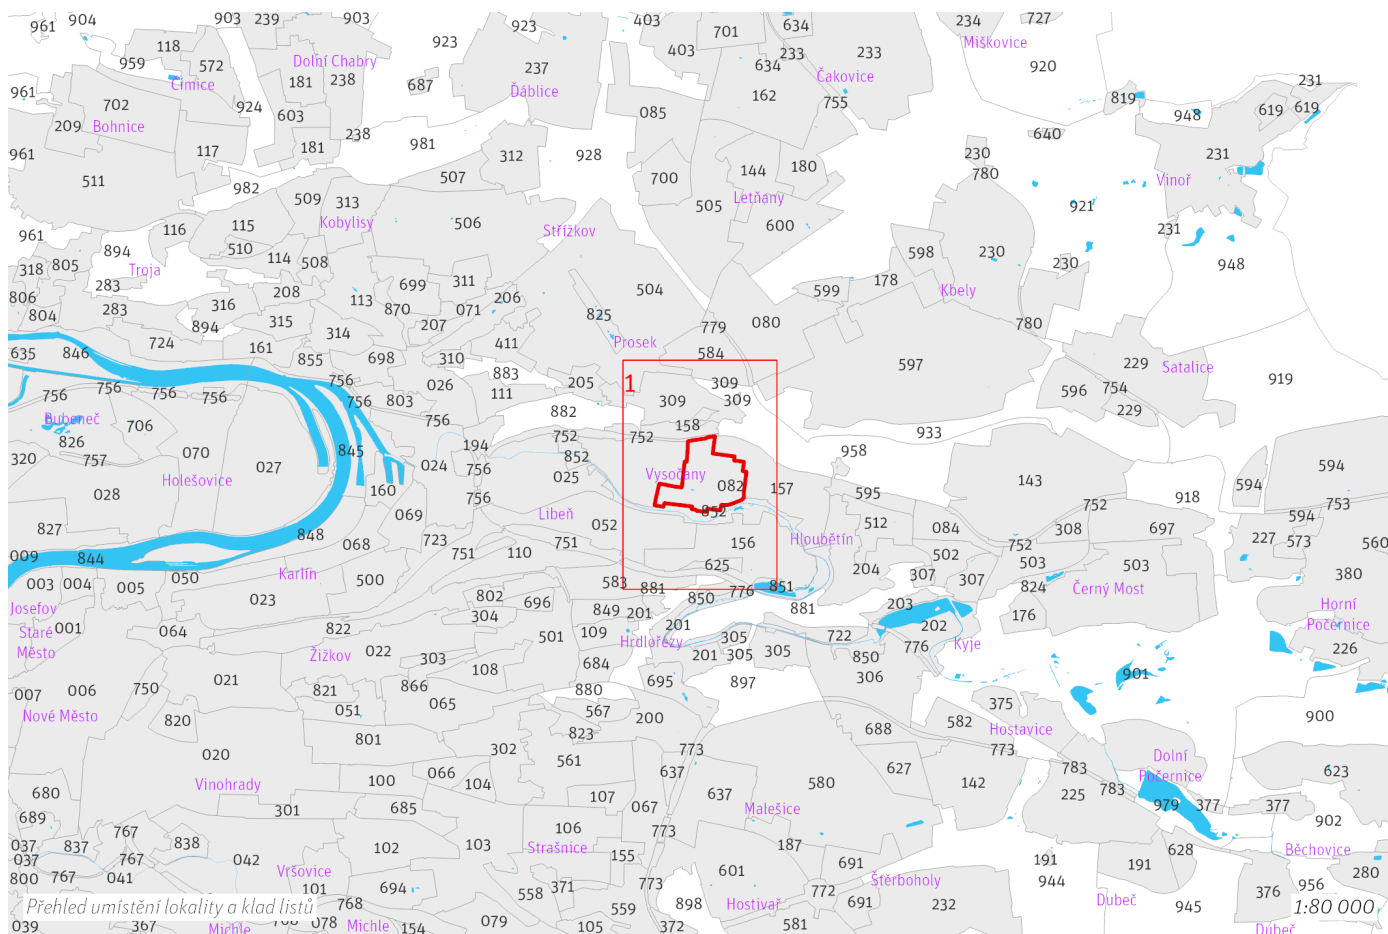 961 904 903 239 903 923 923 403 701 634 234 727
118 Dolní Chabry 923 403 233 233 Miškovice
959 572 634 920
Čimice 181 238 687 237 Ďáblice Čakovice 231
961 702 924 162 755 819 619 619
209 Bohnice 603 238 085 948
961 117 181 981 312 928 640 230 231
511 982 507 700 144 180 780 Vinoř
509 313 505 Letňany 921
961 116 115 Kobylisy 506 Střížkov 600 231
894 510 598 230 230 948
318 805 Troja 114 508 699 311 504 178
806 283 208 113 206 599 Kbely
804 283 316 315 870 071 825 080 780
894 314 207 779
635 846 724 161 855 698 310 411 Prosek 584 597 229 Satalice
756 883 205 1 309 919
756 756 756 756 756 803 026 111 309 309 596 754
Bubeneč 706 756 882 158 229
826 752 752 933
320 757 070 845 194 852 958 594
Holešovice 027 024 756 025 Vysočany 082 157 143 594
028 160 756 595 918 753
827 069 Libeň 052 852 512 084 752 308 697 594
848 068 723 751 110 751 156 Hloubětín 502 752 227 573 560
009 844 Karlín 625 204 307 307 503 503
003 004 005 050 500 583 881 776 851 824 Černý Most 380
Josefov 023 802 696 849 201 850 881 203 176 Horní
001 064 822 304 201 202 Počernice
Staré 501 109 Hrdlořezy 305 722 776 Kyje 226
Město Žižkov 022 303 684 201 305 305 850
021 108 695 897 306 901
007 006 750 821 866 880
Nové Město 051 065 567 200 375 900
820 801 823 688 582 Hostavice
020 302 561 773 773 Dolní
Vinohrady 100 066 104 637 580 627 142 783 Počernice 623
680 107 067 637 Malešice 225 783 979 377 377
689 301 685 106 773 902
037 837 767 838 102 103 Strašnice 187 628 Běchovice
037 767 042 Vršovice 155 601 691 191 191 280
800 767 041 101 694 558 371 773 772 Štěrboholy 944 376 956
Přehled umístění lokality a klad listů 768 559 898 Hostivař 691 232 Dubeč 945 1:80 000
039 367 Michle 768 078 Michle 154 079 105 372 581 Dubeč